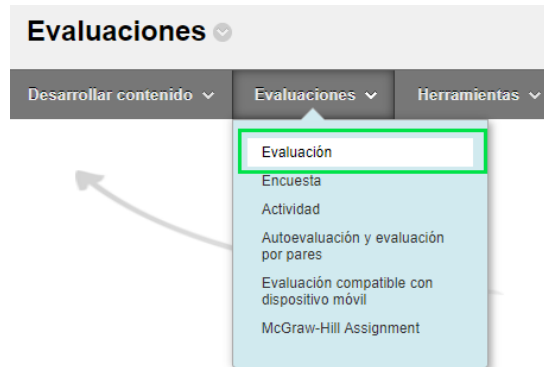 Evaluaciones
Desarrollar contenido
Evaluaciones
Herramientas
Evaluación
Encuesta
Actividad
Autoevaluación y evaluación
por pares
Evaluación compatible con
dispositivo móvil
McGraw-Hill Assignment